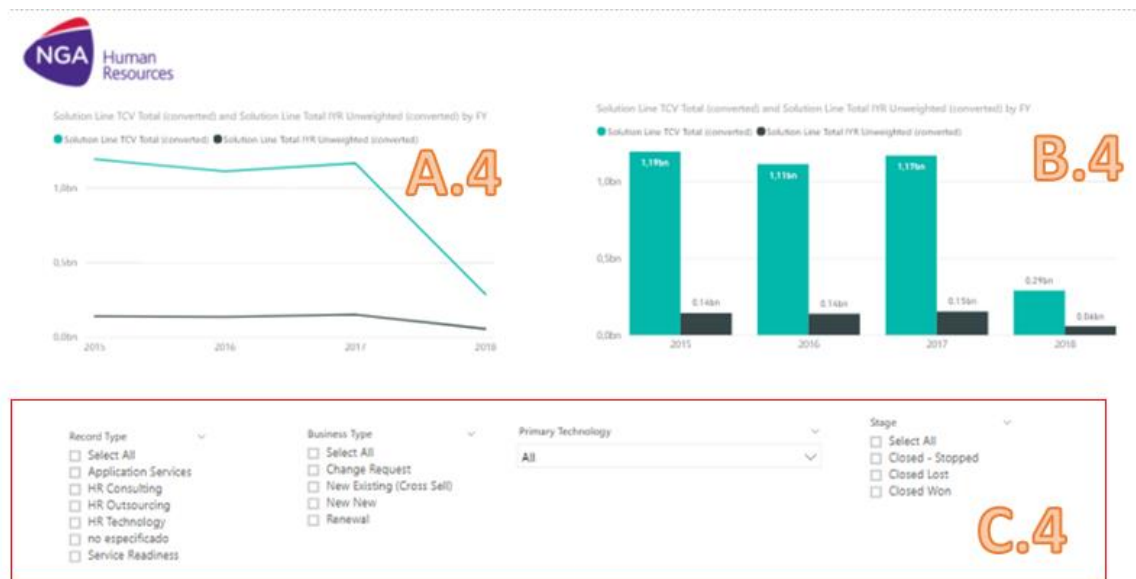 NGA Human
Resources
Solution Line TCV Total (converted) and Solution Line Total IYR Unweighted (converted) by FY
Solution Line TCV Total (converted) Solution Line Total IYR Unweighted (converted)
A.4
1,0bn
0,5bn
0,0bn
2015 2016 2017 2018
Solution Line TCV Total (converted) and Solution Line Total IYR Unweighted (converted) by FY
Solution Line TCV Total (converted) Solution Line Total IYR Unweighted (converted)
B.4
1,19bn 1,11bn 1,17bn
1,0bn
0,5bn
0,29bn
0,14bn 0,14bn 0,15bn 0,04bn
0,0bn
2015 2016 2017 2018
Record Type
Select All
Application Services
HR Consulting
HR Outsourcing
HR Technology
no especificado
Service Readiness
Business Type
Select All
Change Request
New Existing (Cross Sell)
New New
Renewal
Primary Technology
All
Stage
Select All
Closed - Stopped
Closed Lost
Closed Won
C.4